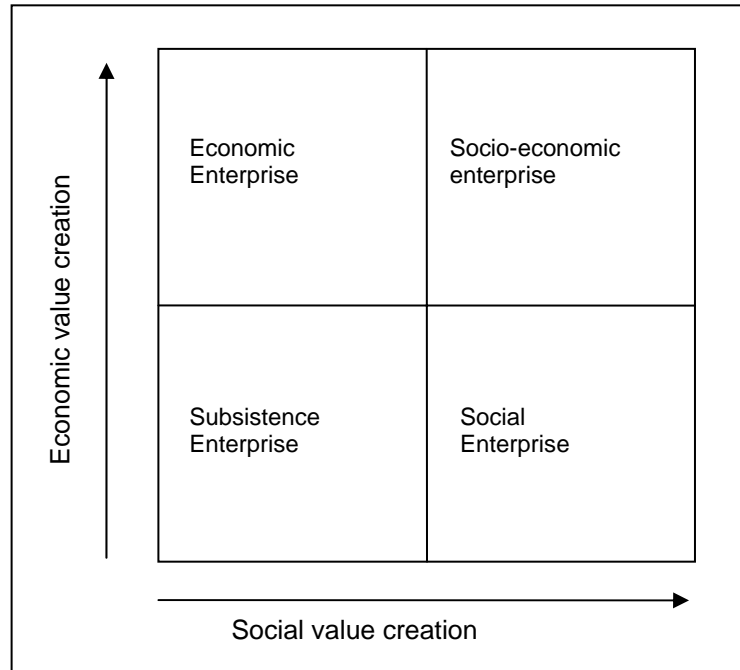 Economic value creation
Economic
Enterprise
Socio-economic
enterprise
Subsistence
Enterprise
Social
Enterprise
Social value creation